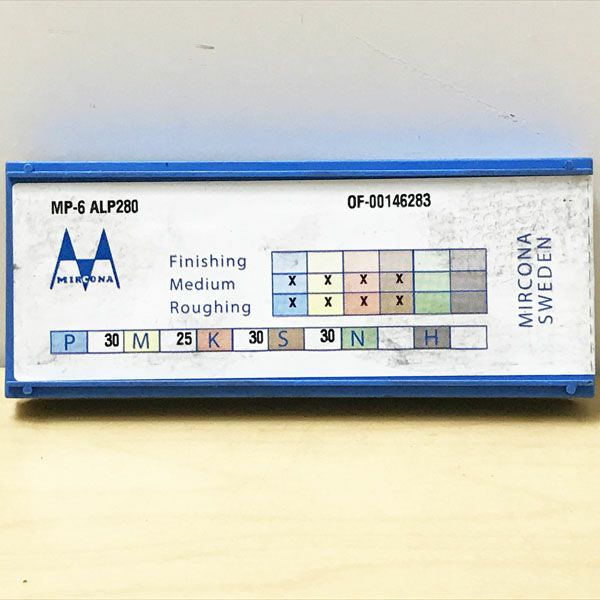 MP-6 ALP280 OF-00146283
MIRCONA
Finishing
Medium X X X X
Roughing X X X X
P 30 M 25 K 30 S 30 N H
MIRCONA
SWEDEN